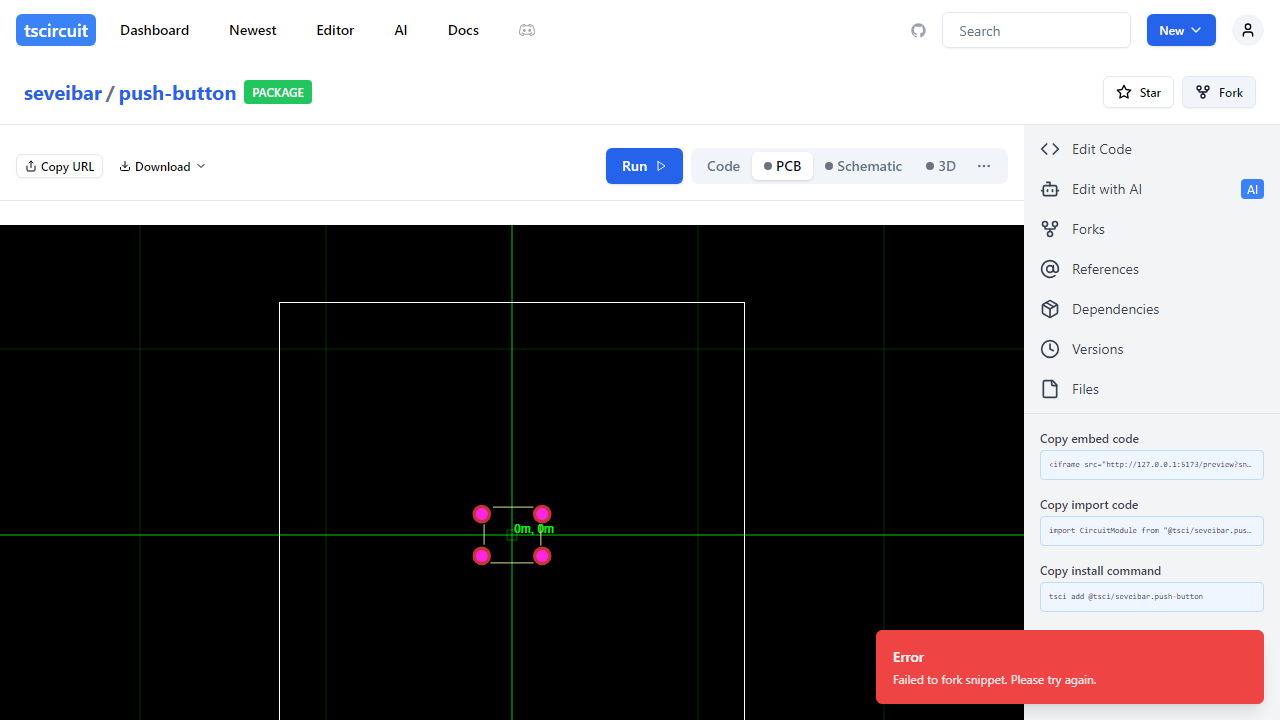 tscircuit
Dashboard
Newest
Editor
AI
Docs
Search
New
seveibar / push-button
PACKAGE
Star
Fork
Copy URL
Download
Run
Code
PCB
Schematic
3D
Edit Code
Edit with AI
AI
Forks
References
Dependencies
Versions
Files
Copy embed code
<iframe src="http://127.0.0.1:5173/preview?sn…
Copy import code
import CircuitModule from "@tsci/seveibar.pus…
Copy install command
tsci add @tsci/seveibar.push-button
0m, 0m
Error
Failed to fork snippet. Please try again.